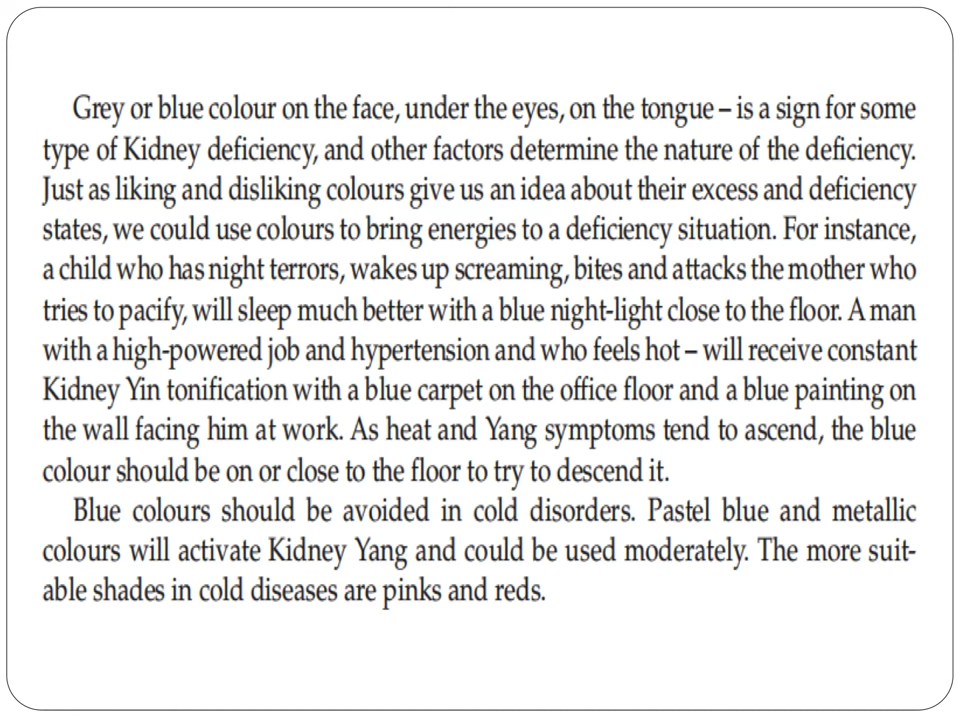 Grey or blue colour on the face, under the eyes, on the tongue – is a sign for some
type of Kidney deficiency, and other factors determine the nature of the deficiency.
Just as liking and disliking colours give us an idea about their excess and deficiency
states, we could use colours to bring energies to a deficiency situation. For instance,
a child who has night terrors, wakes up screaming, bites and attacks the mother who
tries to pacify, will sleep much better with a blue night-light close to the floor. A man
with a high-powered job and hypertension and who feels hot – will receive constant
Kidney Yin tonification with a blue carpet on the office floor and a blue painting on
the wall facing him at work. As heat and Yang symptoms tend to ascend, the blue
colour should be on or close to the floor to try to descend it.
Blue colours should be avoided in cold disorders. Pastel blue and metallic
colours will activate Kidney Yang and could be used moderately. The more suit-
able shades in cold diseases are pinks and reds.